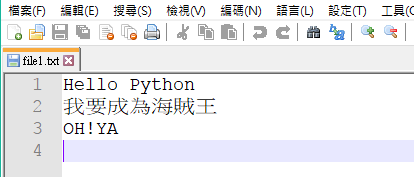 檔案(F) 編輯(E) 搜尋(S) 檢視(V) 編碼(N) 語言(L) 設定(T) 工具(O
file1.txt
1 Hello Python
2 我要成為海賊王
3 OH!YA
4